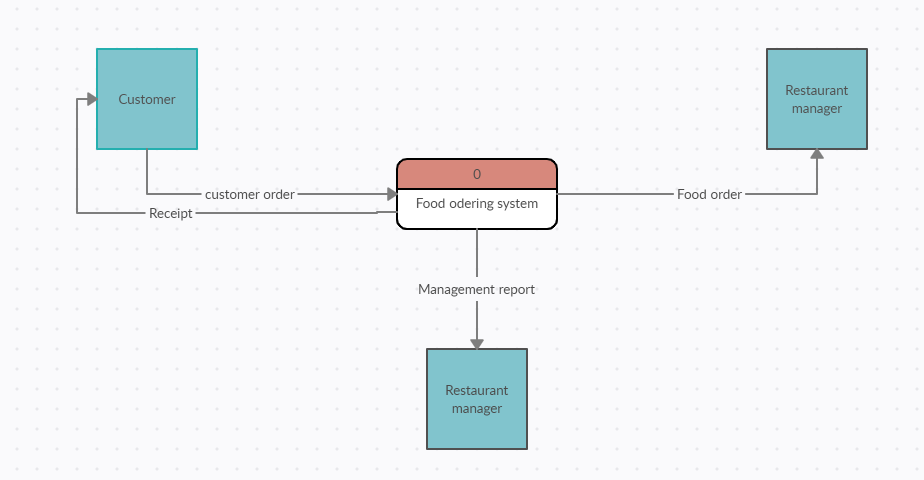 Customer
Restaurant
manager
0
customer order
Food odering system
Food order
Receipt
Management report
Restaurant
manager